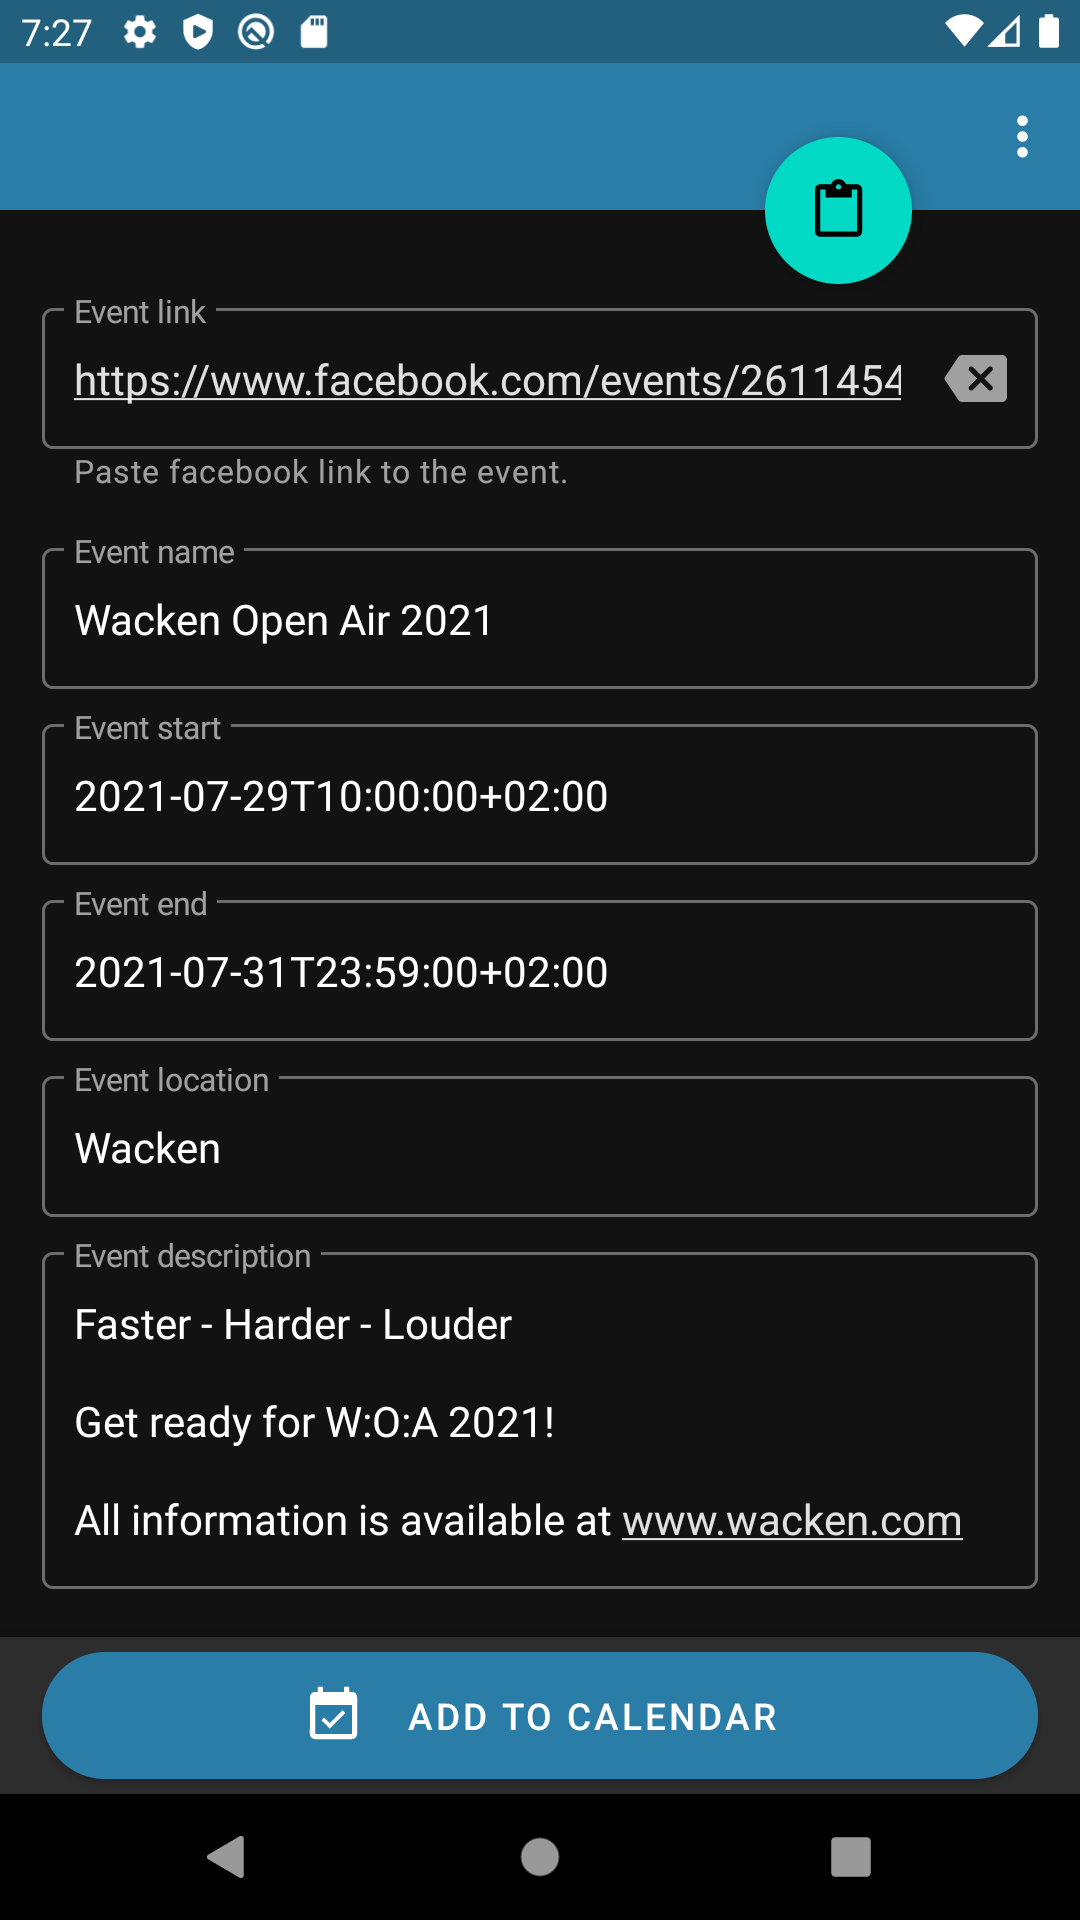 7:27
Event link
https://www.facebook.com/events/2611454
Paste facebook link to the event.
Event name
Wacken Open Air 2021
Event start
2021-07-29T10:00:00+02:00
Event end
2021-07-31T23:59:00+02:00
Event location
Wacken
Event description
Faster - Harder - Louder
Get ready for W:O:A 2021!
All information is available at www.wacken.com
ADD TO CALENDAR